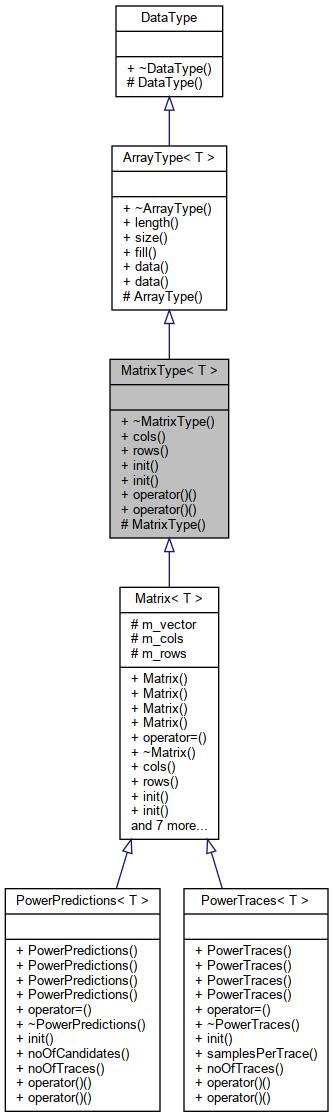 DataType
+ ~DataType()
# DataType()
ArrayType< T >
+ ~ArrayType()
+ length()
+ size()
+ fill()
+ data()
+ data()
# ArrayType()
MatrixType< T >
+ ~MatrixType()
+ cols()
+ rows()
+ init()
+ init()
+ operator()()
+ operator()()
# MatrixType()
Matrix< T >
# m_vector
# m_cols
# m_rows
+ Matrix()
+ Matrix()
+ Matrix()
+ Matrix()
+ operator=()
+ ~Matrix()
+ cols()
+ rows()
+ init()
+ init()
and 7 more...
PowerPredictions< T >
+ PowerPredictions()
+ PowerPredictions()
+ PowerPredictions()
+ PowerPredictions()
+ operator=()
+ ~PowerPredictions()
+ init()
+ noOfCandidates()
+ noOfTraces()
+ operator()()
+ operator()()
PowerTraces< T >
+ PowerTraces()
+ PowerTraces()
+ PowerTraces()
+ PowerTraces()
+ operator=()
+ ~PowerTraces()
+ init()
+ samplesPerTrace()
+ noOfTraces()
+ operator()()
+ operator()()